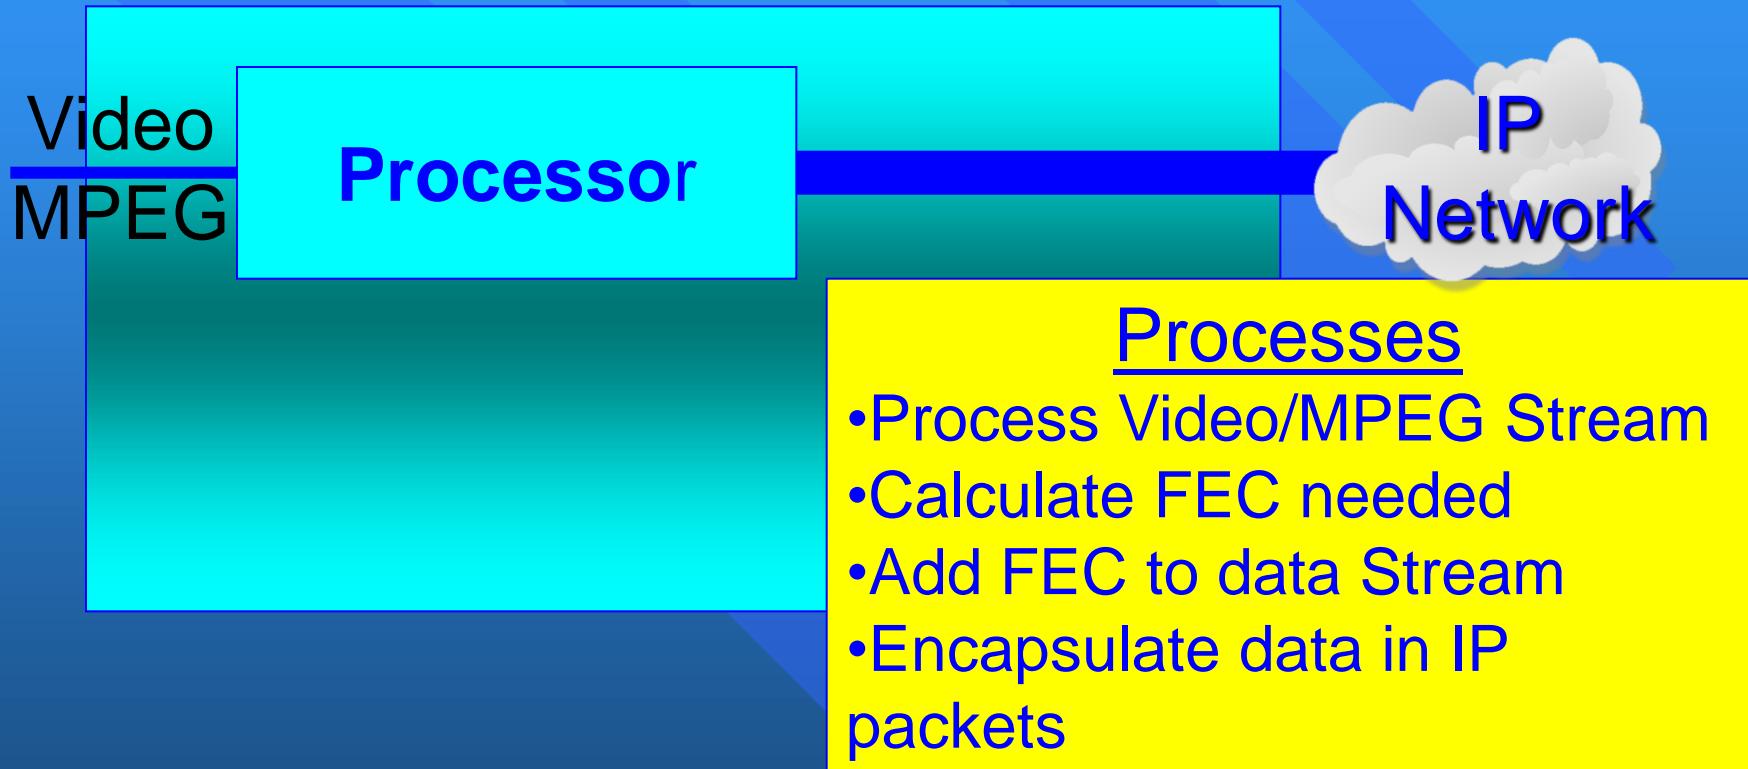 Video
MPEG
Processor
IP
Network
Processes
•Process Video/MPEG Stream
•Calculate FEC needed
•Add FEC to data Stream
•Encapsulate data in IP
packets